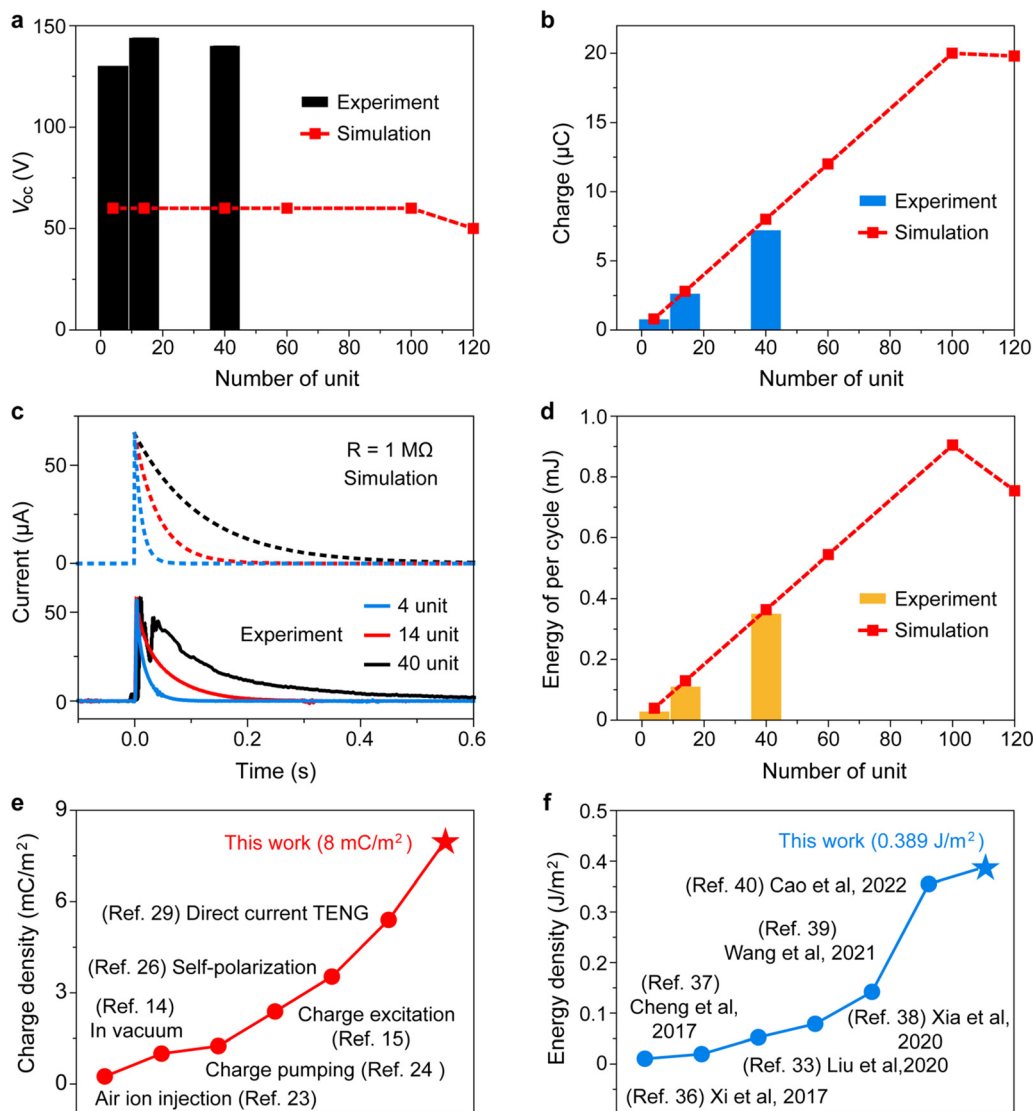 a
150
100
50
0
V_oc (V)
Experiment
Simulation
0 20 40 60 80 100 120
Number of unit
b
20
15
10
5
0
Charge (µC)
Experiment
Simulation
0 20 40 60 80 100 120
Number of unit
c
50
0
50
0
Current (µA)
R = 1 MΩ
Simulation
Experiment
4 unit
14 unit
40 unit
0.0 0.2 0.4 0.6
Time (s)
d
1.0
0.8
0.6
0.4
0.2
0
Energy of per cycle (mJ)
Experiment
Simulation
0 20 40 60 80 100 120
Number of unit
e
9
6
3
0
Charge density (mC/m²)
This work (8 mC/m²)
(Ref. 29) Direct current TENG
(Ref. 26) Self-polarization
(Ref. 14)
In vacuum
Charge excitation
(Ref. 15)
Charge pumping (Ref. 24 )
Air ion injection (Ref. 23)
f
0.5
0.4
0.3
0.2
0.1
0
Energy density (J/m²)
This work (0.389 J/m²)
(Ref. 40) Cao et al, 2022
(Ref. 39)
Wang et al, 2021
(Ref. 37)
Cheng et al,
2017
(Ref. 38) Xia et al,
2020
(Ref. 33) Liu et al,2020
(Ref. 36) Xi et al, 2017